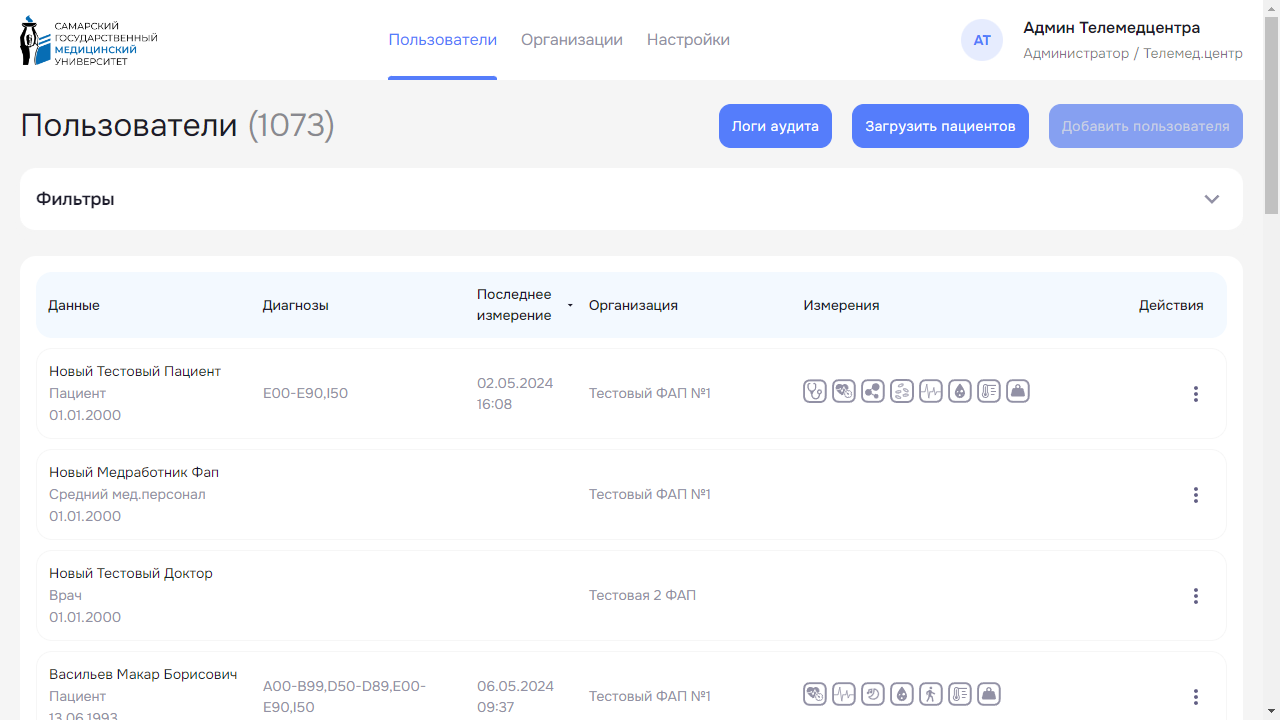 САМАРСКИЙ
ГОСУДАРСТВЕННЫЙ
МЕДИЦИНСКИЙ
УНИВЕРСИТЕТ
Пользователи
Организации
Настройки
АТ
Админ Телемедцентра
Администратор / Телемед.центр
Пользователи (1073)
Логи аудита
Загрузить пациентов
Добавить пользователя
Фильтры
Данные
Диагнозы
Последнее
измерение
Организация
Измерения
Действия
Новый Тестовый Пациент
Пациент
01.01.2000
E00-E90,I50
02.05.2024
16:08
Тестовый ФАП №1
Новый Медработник Фап
Средний мед.персонал
01.01.2000
Тестовый ФАП №1
Новый Тестовый Доктор
Врач
01.01.2000
Тестовая 2 ФАП
Васильев Макар Борисович
Пациент
13.06.1993
A00-B99,D50-D89,E00-
E90,I50
06.05.2024
09:37
Тестовый ФАП №1